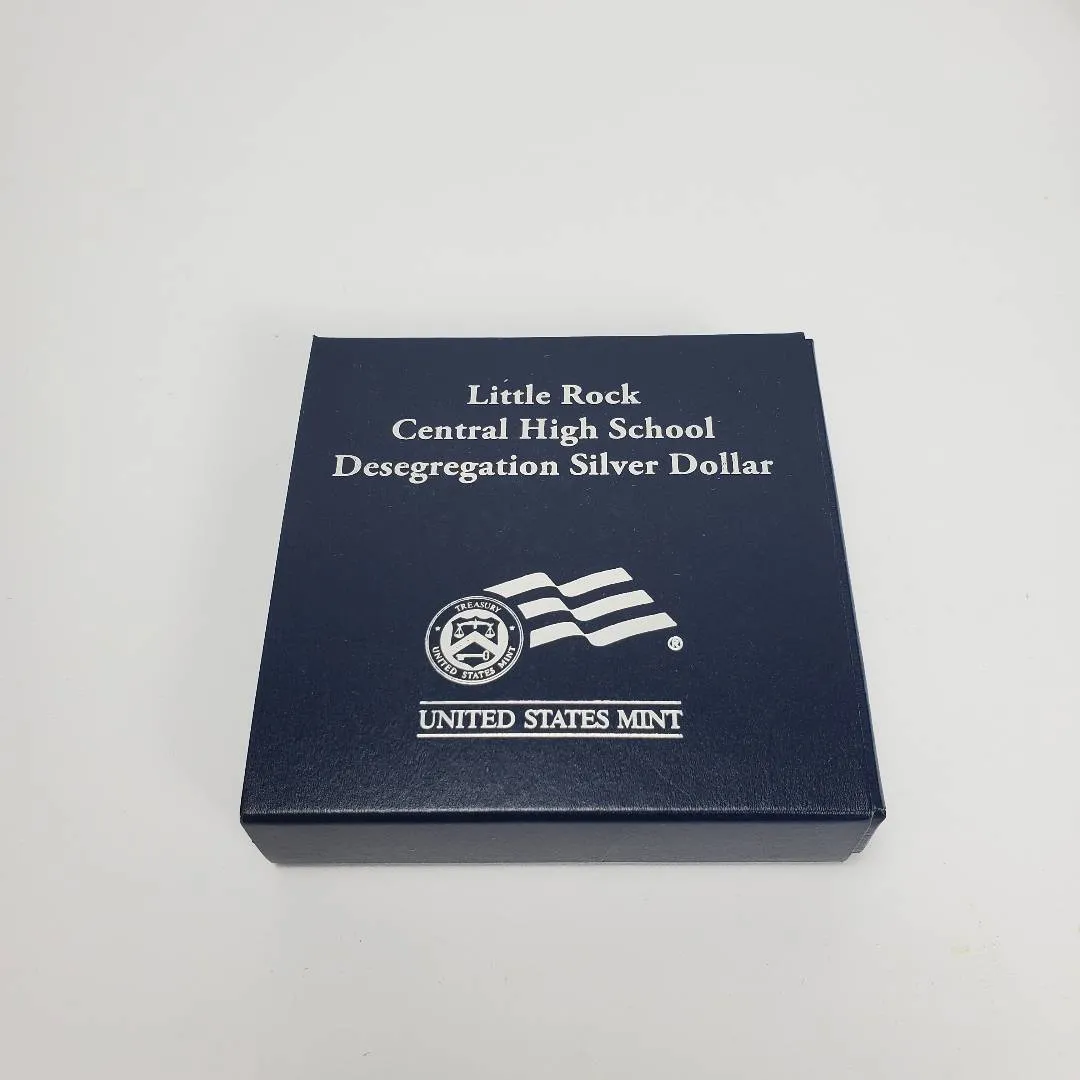 Little Rock
Central High School
Desegregation Silver Dollar
TREASURY
UNITED STATES MINT
®
UNITED STATES MINT